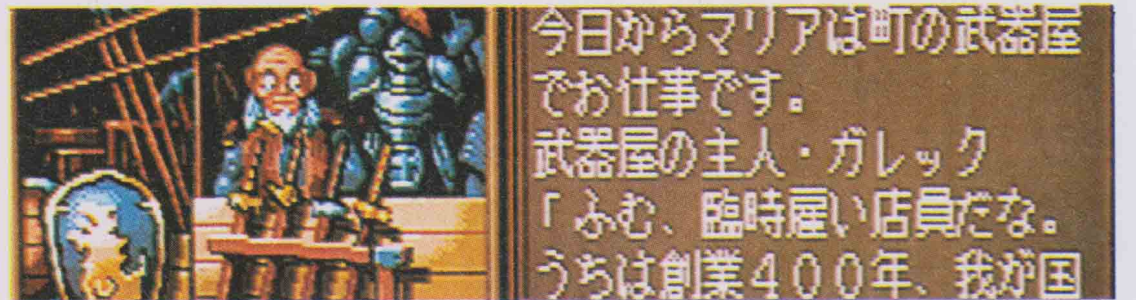 今日からマリアは町の武器屋
でお仕事です。
武器屋の主人・ガレック
「ふむ、臨時雇い店員だな。
うちは創業４００年、我が国